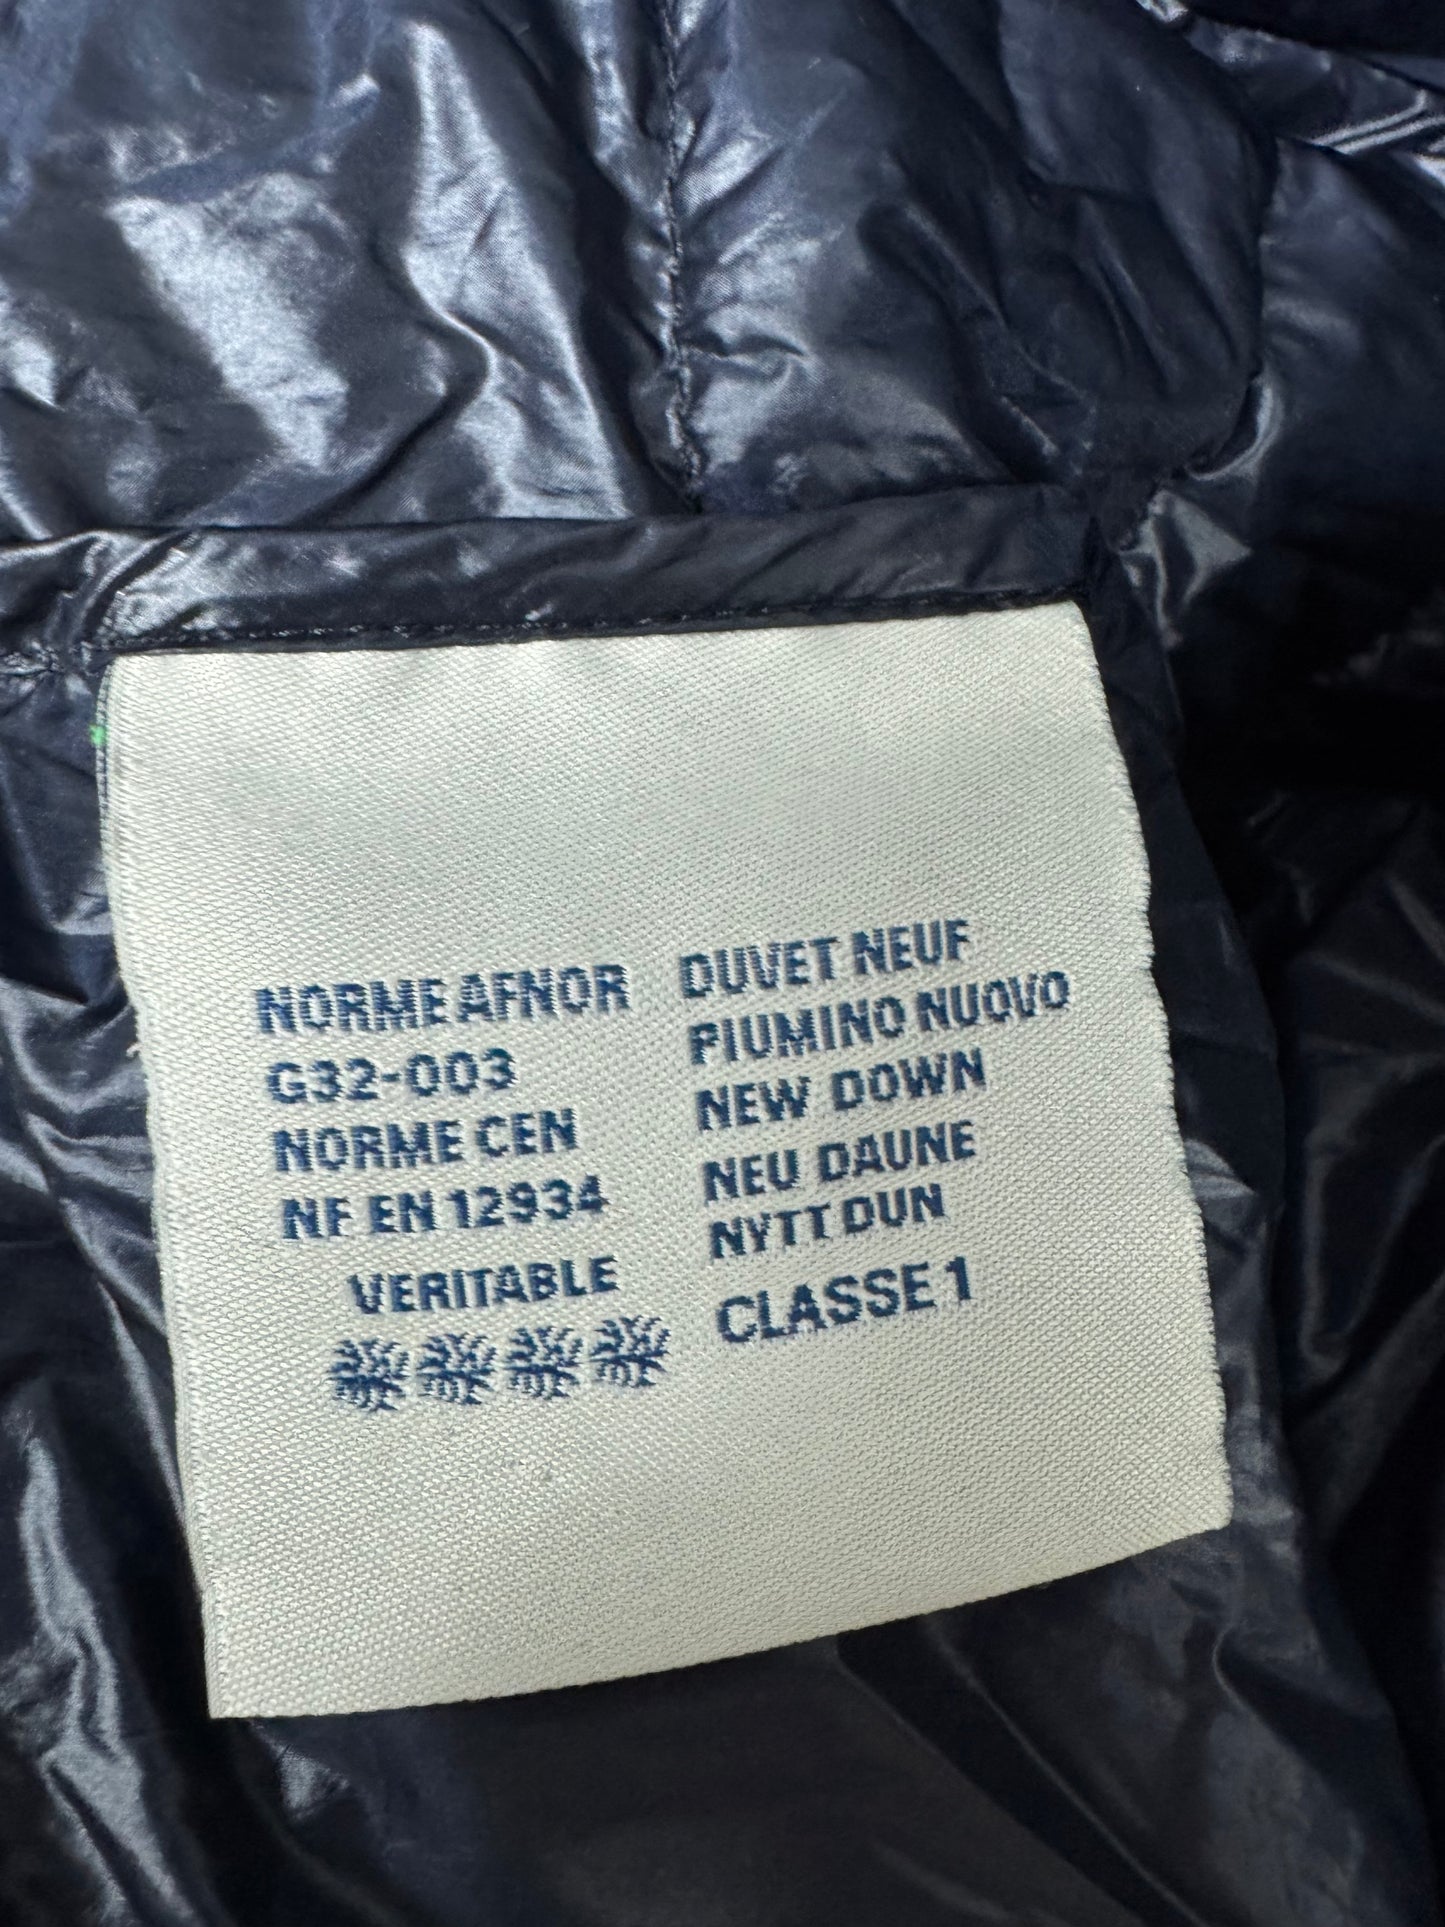 NORME AFNOR
G32-003
NORME CEN
NF EN 12934
VERITABLE
DUVET NEUF
PIUMINO NUOVO
NEW DOWN
NEU DAUNE
NYTT DUN
CLASSE 1